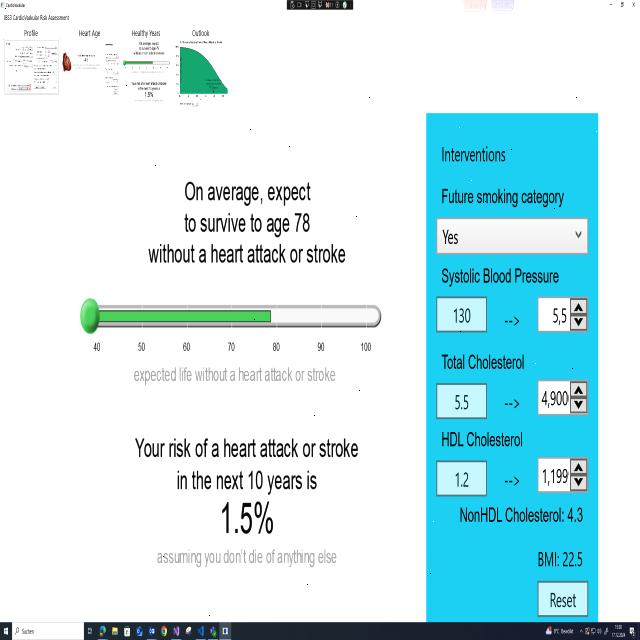 CardioVaskulär
JBS3 CardioVaskular Risk Assessment
Profile
Heart Age
Healthy Years
Outlook
1.5%
On average, expect
to survive to age 78
without a heart attack or stroke
40 50 60 70 80 90 100
expected life without a heart attack or stroke
Your risk of a heart attack or stroke
in the next 10 years is
1.5%
assuming you don't die of anything else
Interventions
Future smoking category
Yes
Systolic Blood Pressure
130 --> 5,5
Total Cholesterol
5.5 --> 4,900
HDL Cholesterol
1.2 --> 1,199
NonHDL Cholesterol: 4.3
BMI: 22.5
Reset
Suchen